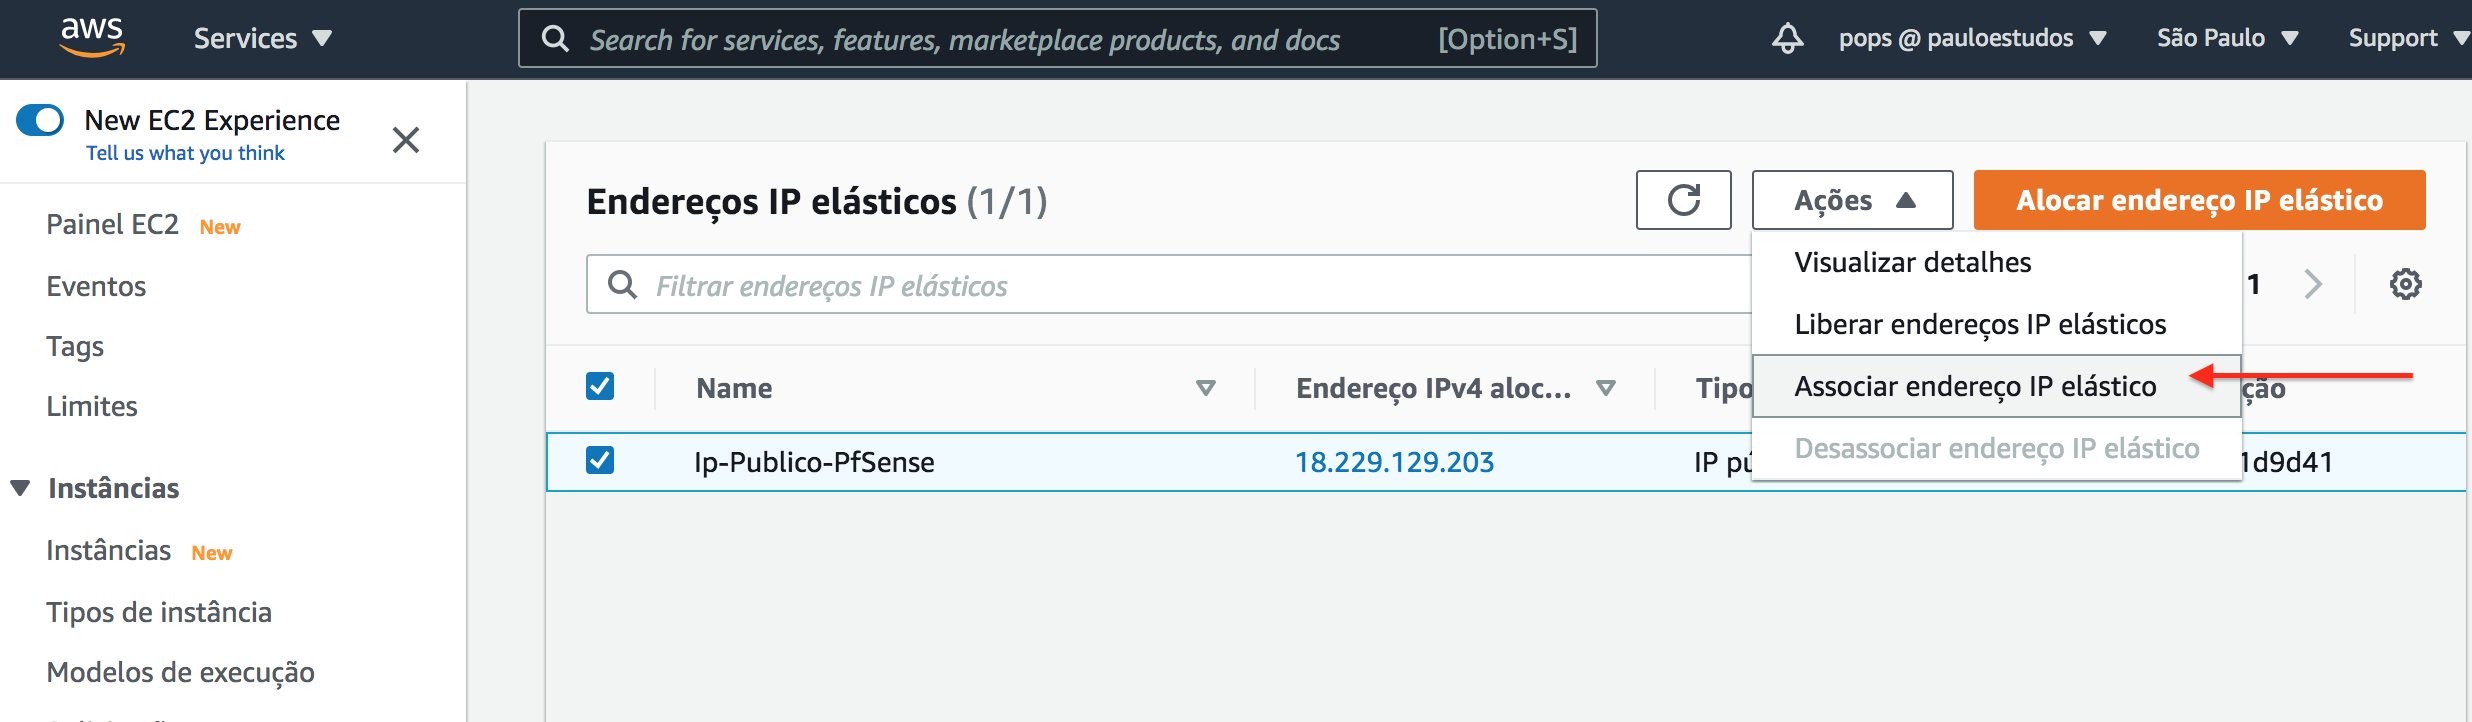 aws
Services
Search for services, features, marketplace products, and docs [Option+S]
pops @ pauloestudos
São Paulo
Support
New EC2 Experience
Tell us what you think
Painel EC2 New
Eventos
Tags
Limites
Instâncias
Instâncias New
Tipos de instância
Modelos de execução
Endereços IP elásticos (1/1)
Ações
Alocar endereço IP elástico
Filtrar endereços IP elásticos
1
Visualizar detalhes
Liberar endereços IP elásticos
Associar endereço IP elástico
Desassociar endereço IP elástico
Name
Endereço IPv4 aloc...
Tipo
ção
Ip-Publico-PfSense
18.229.129.203
IP pú
1d9d41